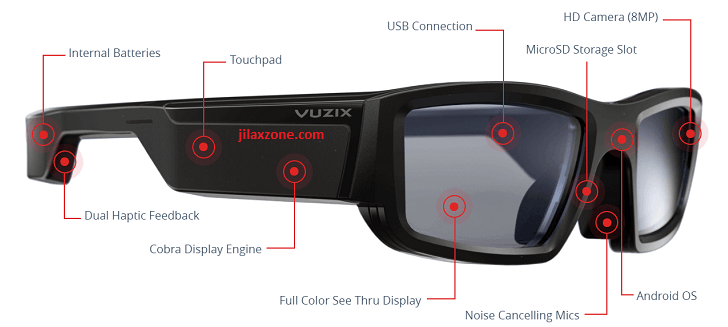 HD Camera (8MP)
USB Connection
Internal Batteries
MicroSD Storage Slot
Touchpad
VUZIX
jilaxzone.com
Dual Haptic Feedback
Cobra Display Engine
Full Color See Thru Display
Android OS
Noise Cancelling Mics